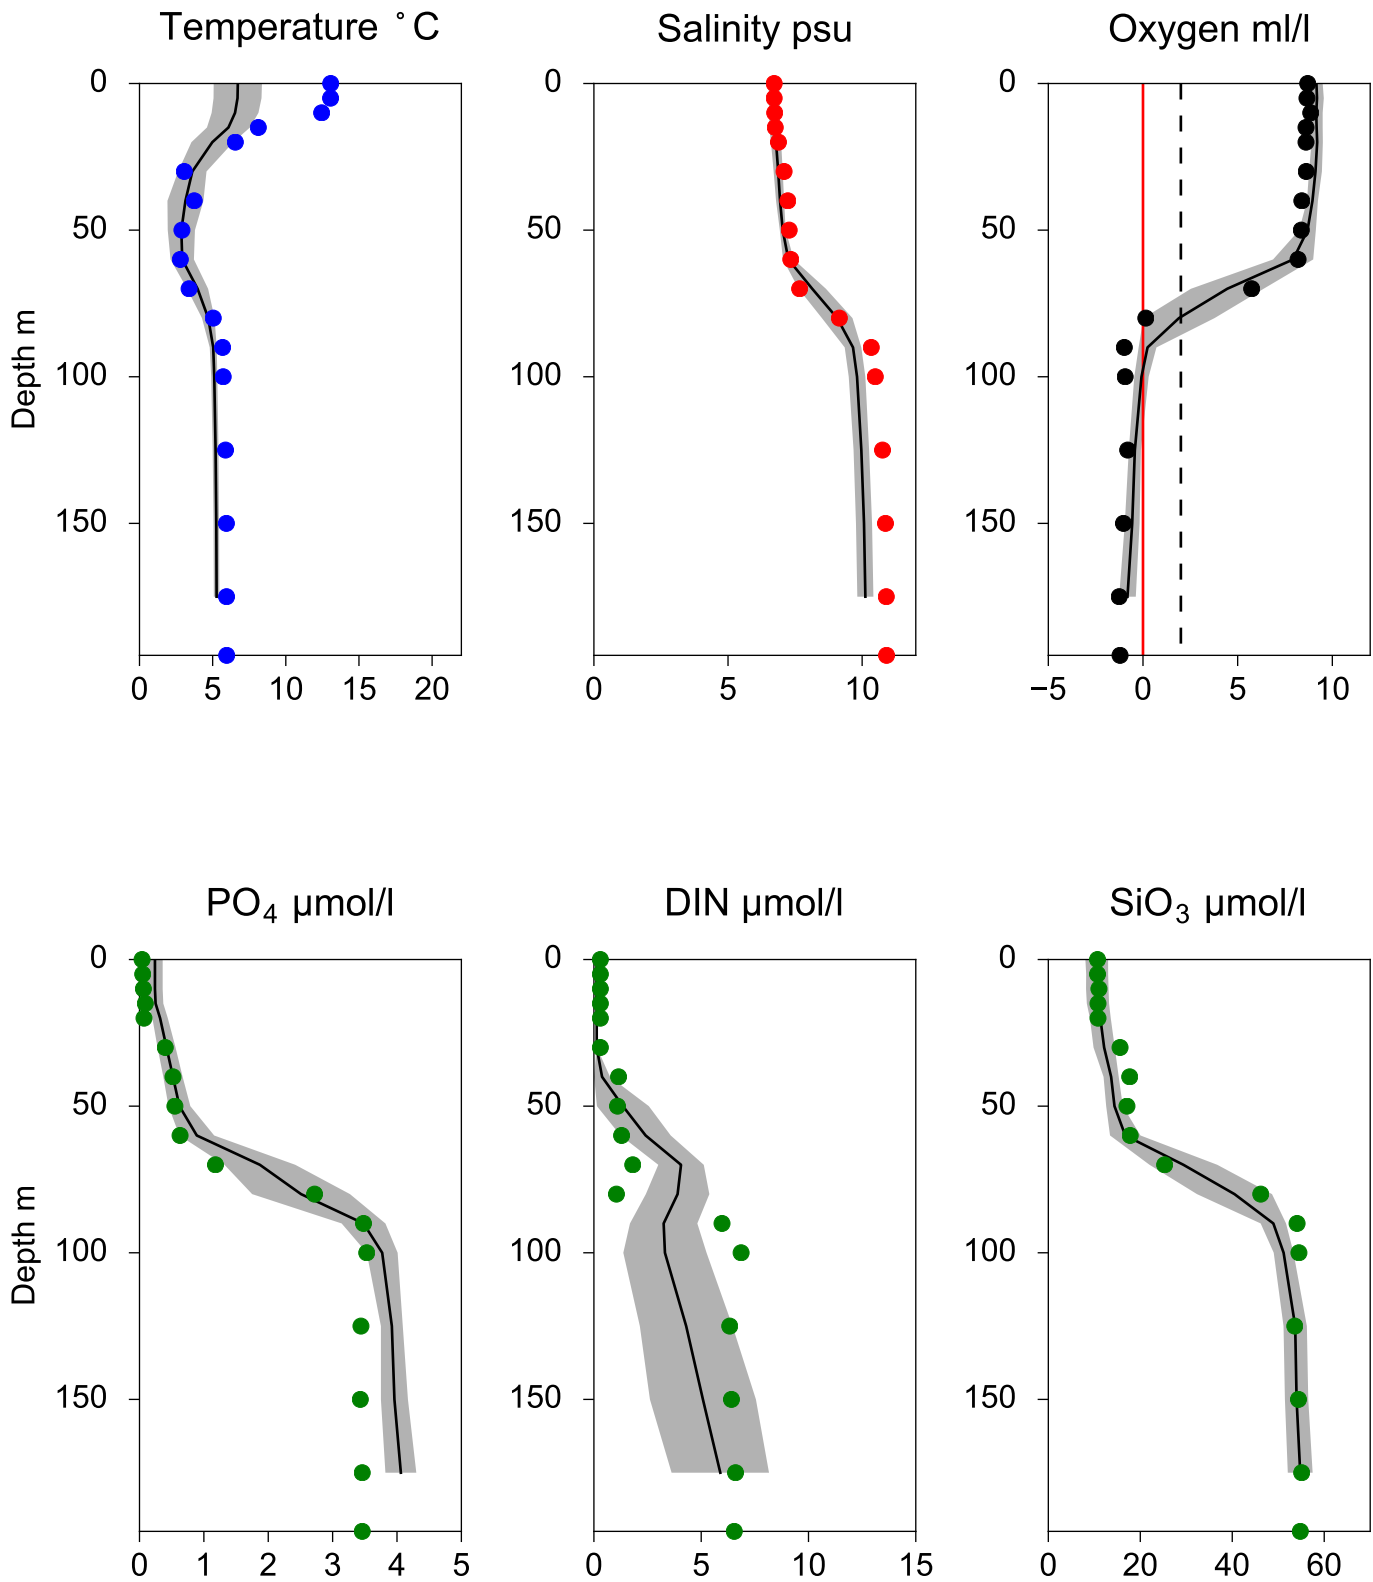 Temperature °C
Salinity psu
Oxygen ml/l
0
50
100
150
Depth m
0 5 10 15 20
0
50
100
150
0 5 10
0
50
100
150
−5 0 5 10
PO4 µmol/l
DIN µmol/l
SiO3 µmol/l
0
50
100
150
Depth m
0 1 2 3 4 5
0
50
100
150
0 5 10 15
0
50
100
150
0 20 40 60